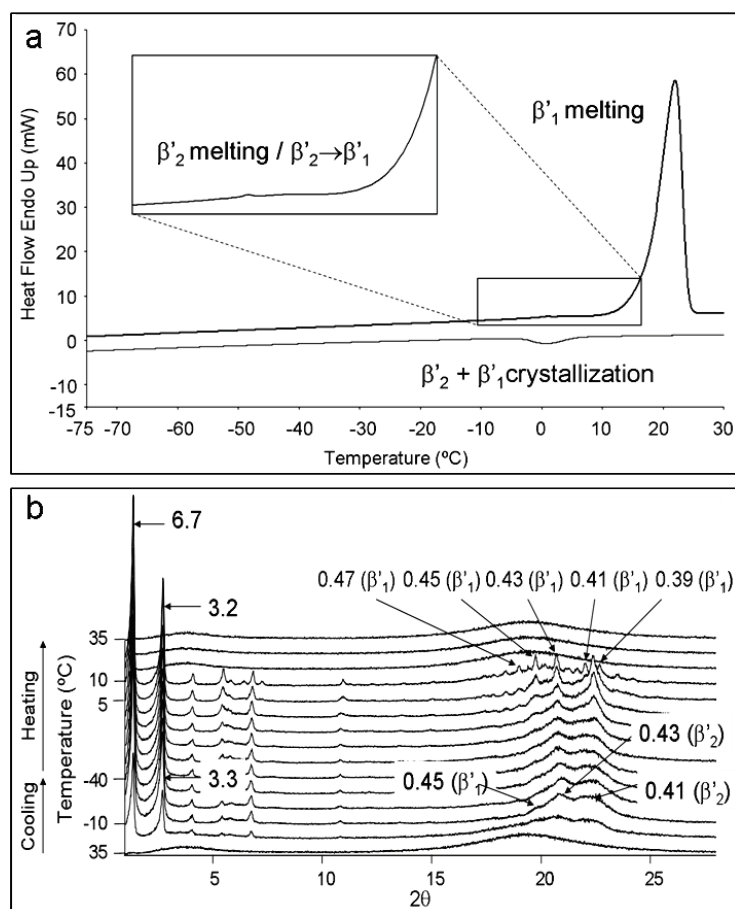 a
70
60
50
40
30
20
10
0
-10
-15
Heat Flow Endo Up (mW)
β'2 melting / β'2→β'1
β'1 melting
β'2 + β'1crystallization
-75 -70 -60 -50 -40 -30 -20 -10 0 10 20 30
Temperature (ºC)
b
6.7
3.2
3.3
0.47 (β'1) 0.45 (β'1) 0.43 (β'1) 0.41 (β'1) 0.39 (β'1)
0.43 (β'2)
0.45 (β'1)
0.41 (β'2)
35
10
5
-40
-10
35
Heating
Cooling
Temperature (ºC)
5 10 15 20 25
2θ